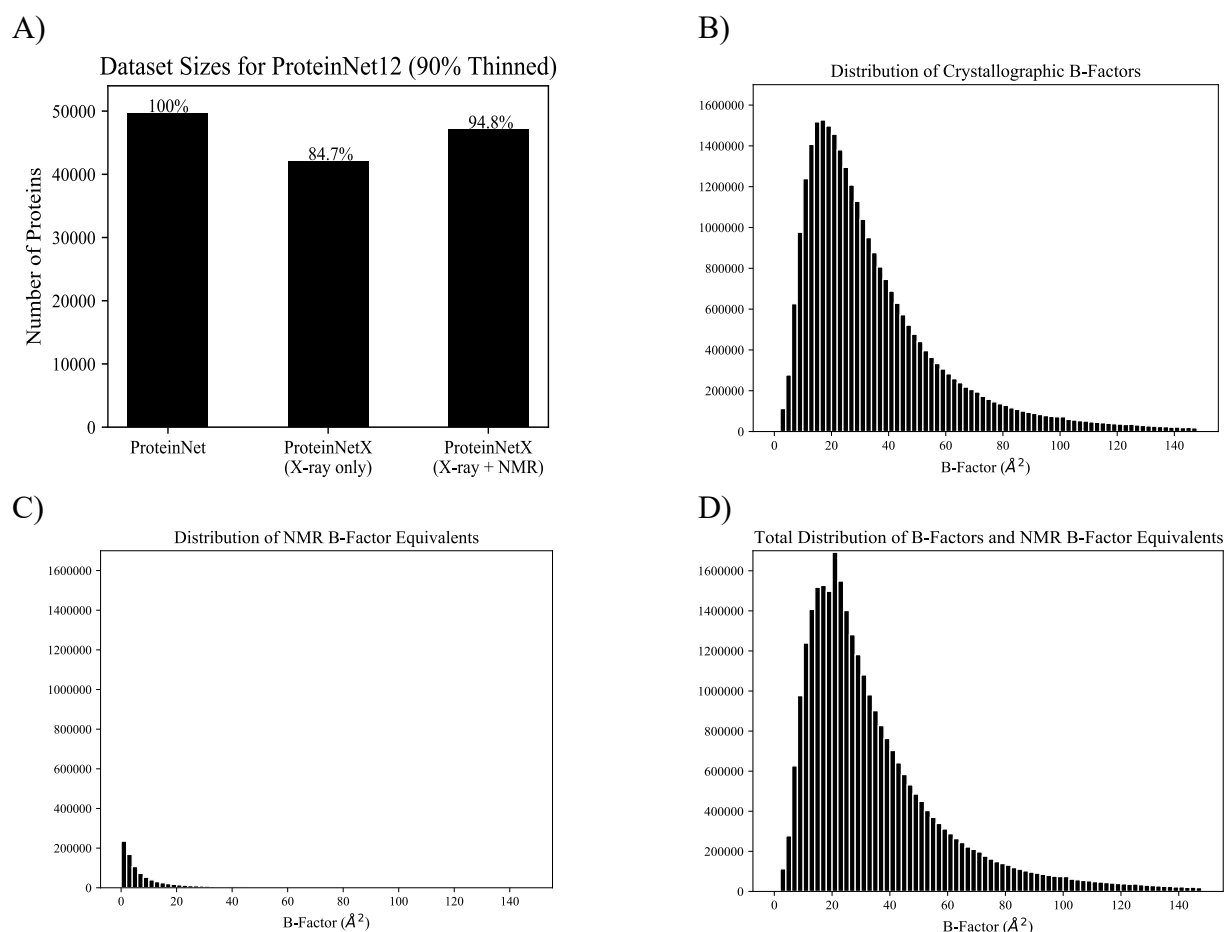 A)
Dataset Sizes for ProteinNet12 (90% Thinned)
Number of Proteins
50000
40000
30000
20000
10000
0
100%
84.7%
94.8%
ProteinNet
ProteinNetX
(X-ray only)
ProteinNetX
(X-ray + NMR)
B)
Distribution of Crystallographic B-Factors
1600000
1400000
1200000
1000000
800000
600000
400000
200000
0
0 20 40 60 80 100 120 140
B-Factor (Å²)
C)
Distribution of NMR B-Factor Equivalents
1600000
1400000
1200000
1000000
800000
600000
400000
200000
0
0 20 40 60 80 100 120 140
B-Factor (Å²)
D)
Total Distribution of B-Factors and NMR B-Factor Equivalents
1600000
1400000
1200000
1000000
800000
600000
400000
200000
0
0 20 40 60 80 100 120 140
B-Factor (Å²)